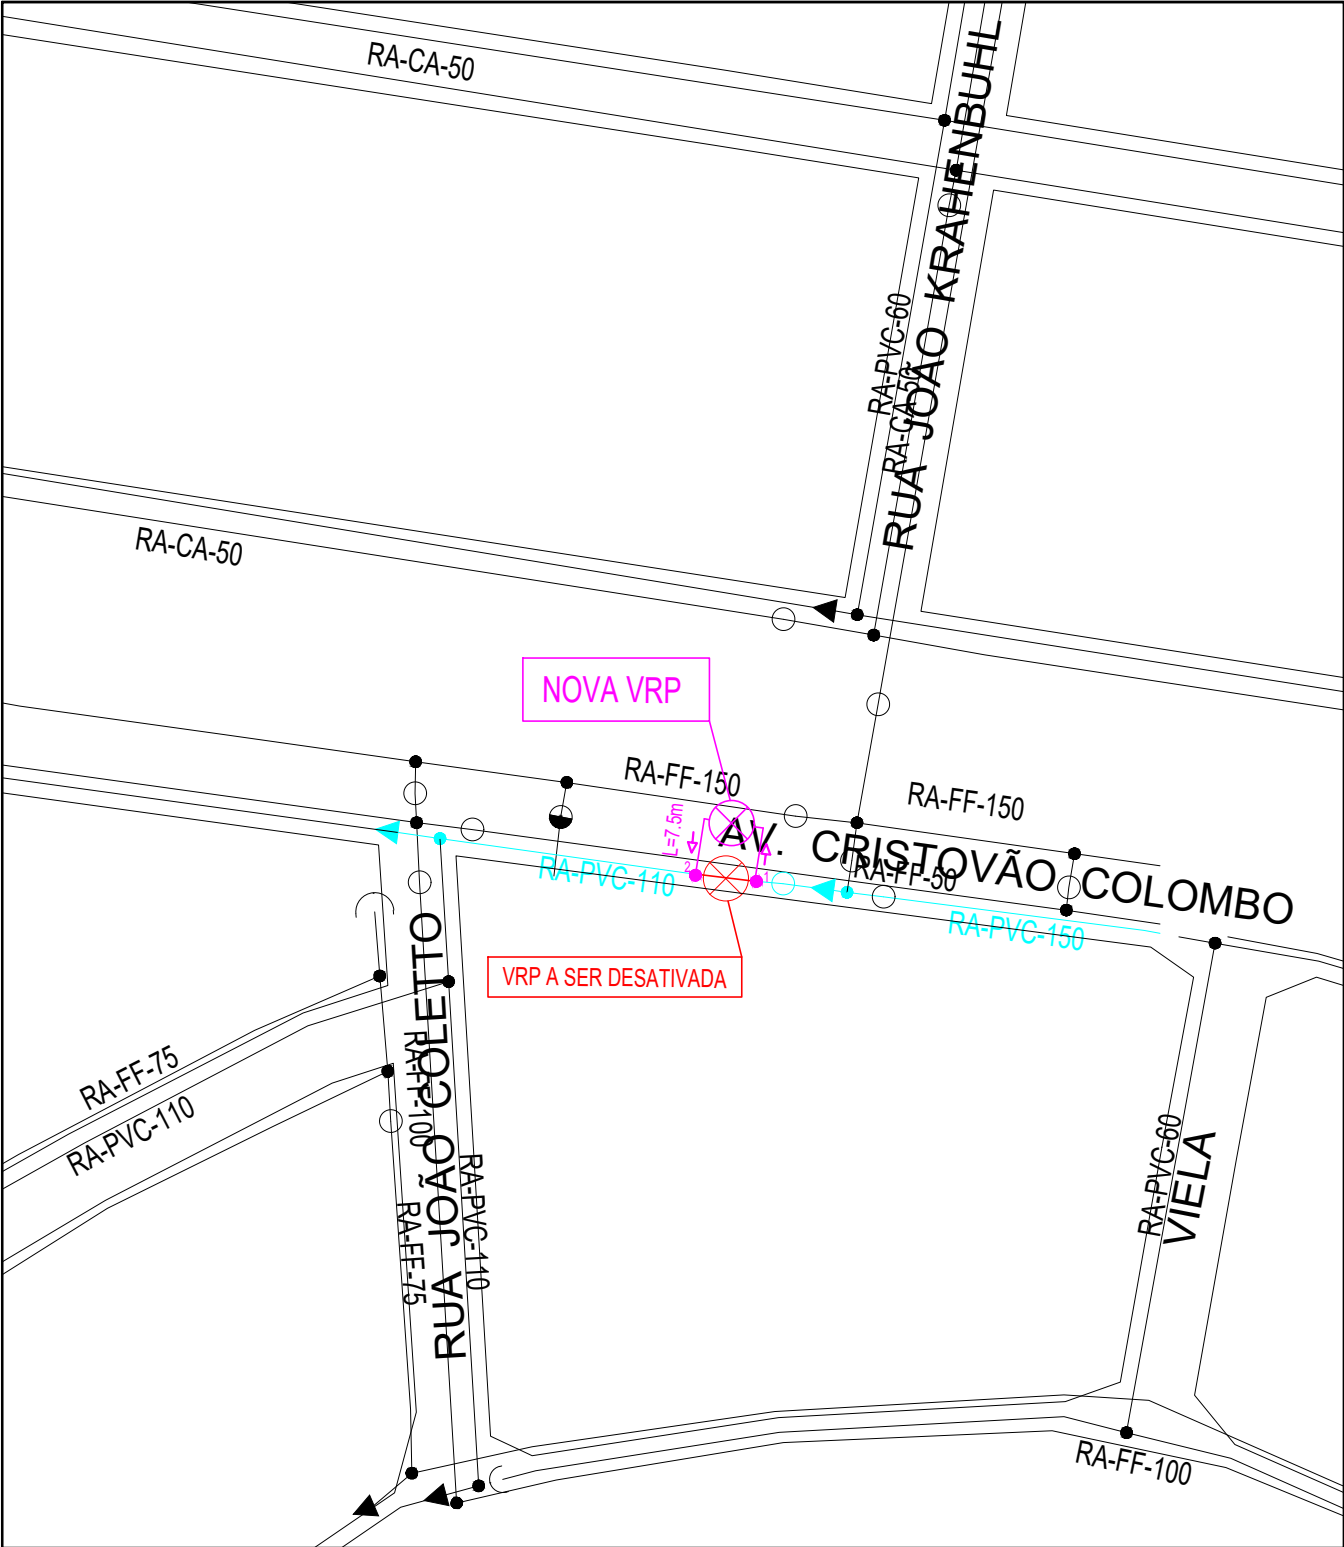 RA-CA-50
RUA JOÃO KRAHENBUHL
RA-PVC-60
RA-CA-50
RA-CA-50
NOVA VRP
RA-FF-150
RA-FF-150
L=7.5m
AV. CRISTOVÃO COLOMBO
RA-FF-50
2
1
RA-PVC-110
RA-PVC-150
VRP A SER DESATIVADA
RUA JOÃO COLETTO
RA-FF-75
RA-FF-100
RA-PVC-110
RA-PVC-60
VIELA
RA-PVC-110
RA-FF-75
RA-FF-100